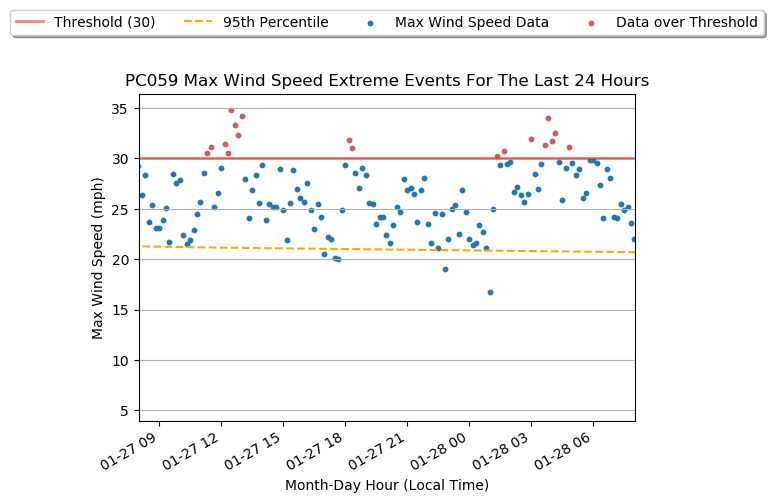 Threshold (30) 95th Percentile Max Wind Speed Data Data over Threshold
PC059 Max Wind Speed Extreme Events For The Last 24 Hours
Max Wind Speed (mph)
35
30
25
20
15
10
5
01-27 09 01-27 12 01-27 15 01-27 18 01-27 21 01-28 00 01-28 03 01-28 06
Month-Day Hour (Local Time)